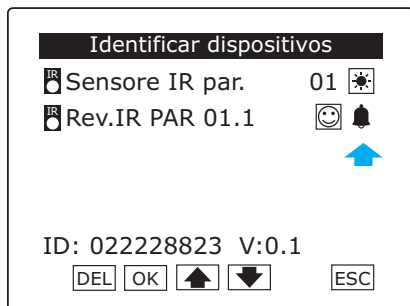 Identificar dispositivos
IR Sensore IR par. 01
IR Rev.IR PAR 01.1
ID: 022228823 V:0.1
DEL OK ESC